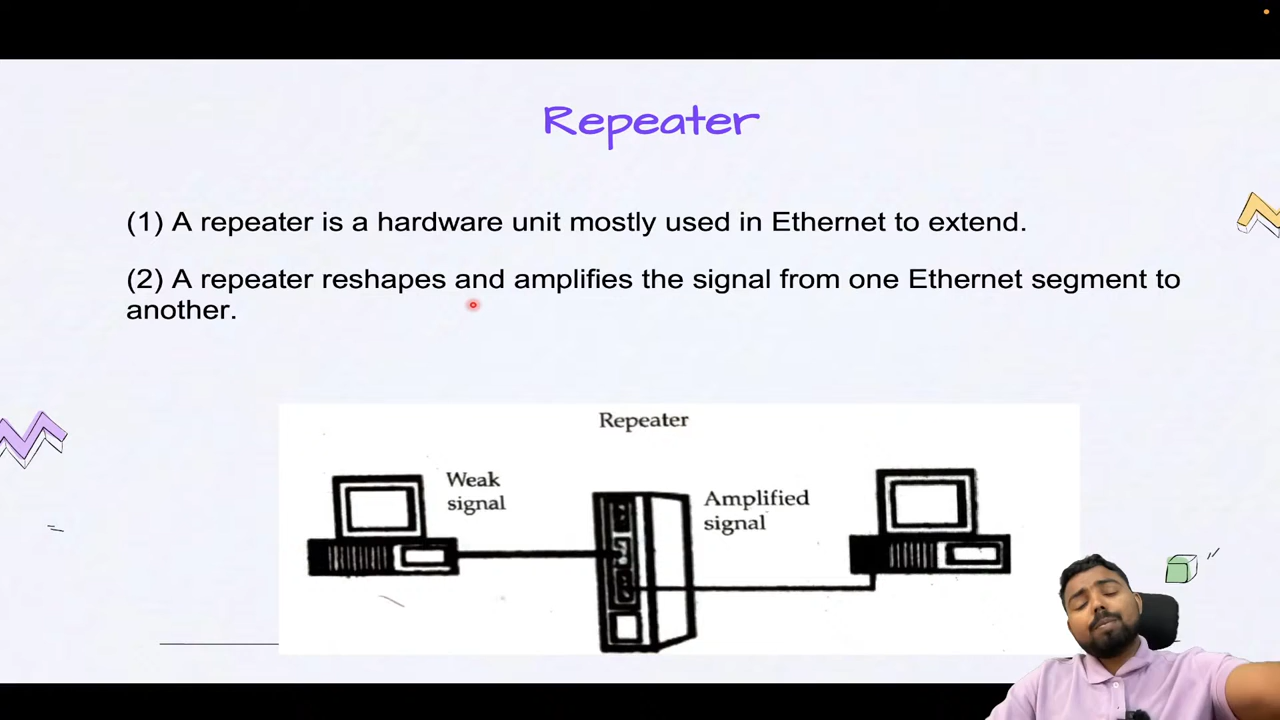 Repeater
(1) A repeater is a hardware unit mostly used in Ethernet to extend.
(2) A repeater reshapes and amplifies the signal from one Ethernet segment to
another.
Repeater
Weak
signal
Amplified
signal